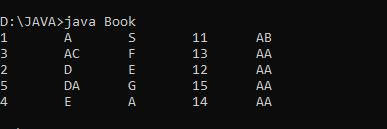 D:\JAVA>java Book
1 A S 11 AB
3 AC F 13 AA
2 D E 12 AA
5 DA G 15 AA
4 E A 14 AA